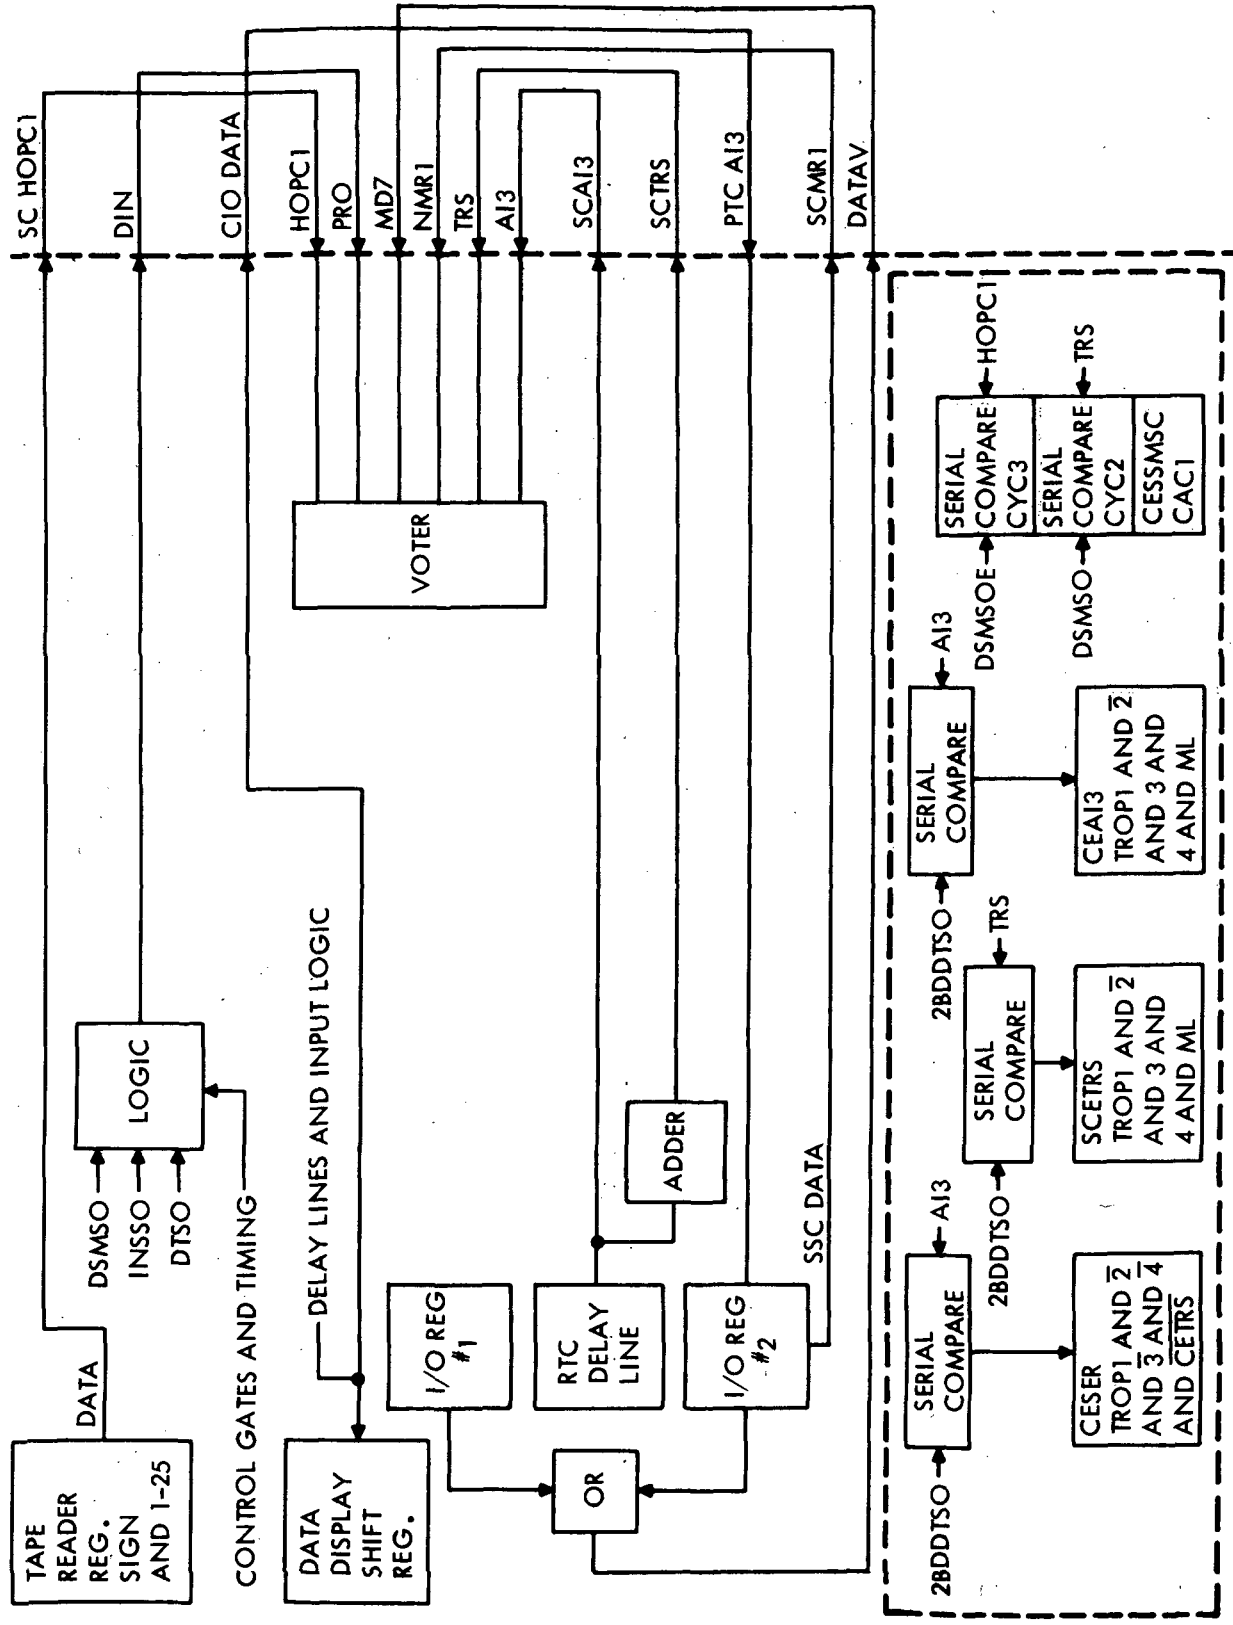 TAPE
READER
REG.
SIGN
AND 1-25
DATA
SC HOPC1
DSMSO
INSSO
DTSO
LOGIC
DIN
CONTROL GATES AND TIMING
CIO DATA
DATA
DISPLAY
SHIFT
REG.
DELAY LINES AND INPUT LOGIC
VOTER
HOPC1
PRO
MD7
NMR1
TRS
AI3
I/O REG
#1
RTC
DELAY
LINE
ADDER
SCAI3
SCTRS
I/O REG
#2
PTC AI3
OR
SSC DATA
SCMR1
DATAV
2BDDTSO
SERIAL
COMPARE
AI3
CESER
TROP1 AND 2̅
AND 3̅ AND 4̅
AND C̅E̅T̅R̅S̅
2BDDTSO
SERIAL
COMPARE
TRS
SCETRS
TROP1 AND 2̅
AND 3 AND
4 AND ML
2BDDTSO
SERIAL
COMPARE
AI3
CEAI3
TROP1 AND 2̅
AND 3 AND
4 AND ML
DSMSOE
SERIAL
COMPARE
CYC3
HOPC1
DSMSO
SERIAL
COMPARE
CYC2
TRS
CESSMSC
CAC1